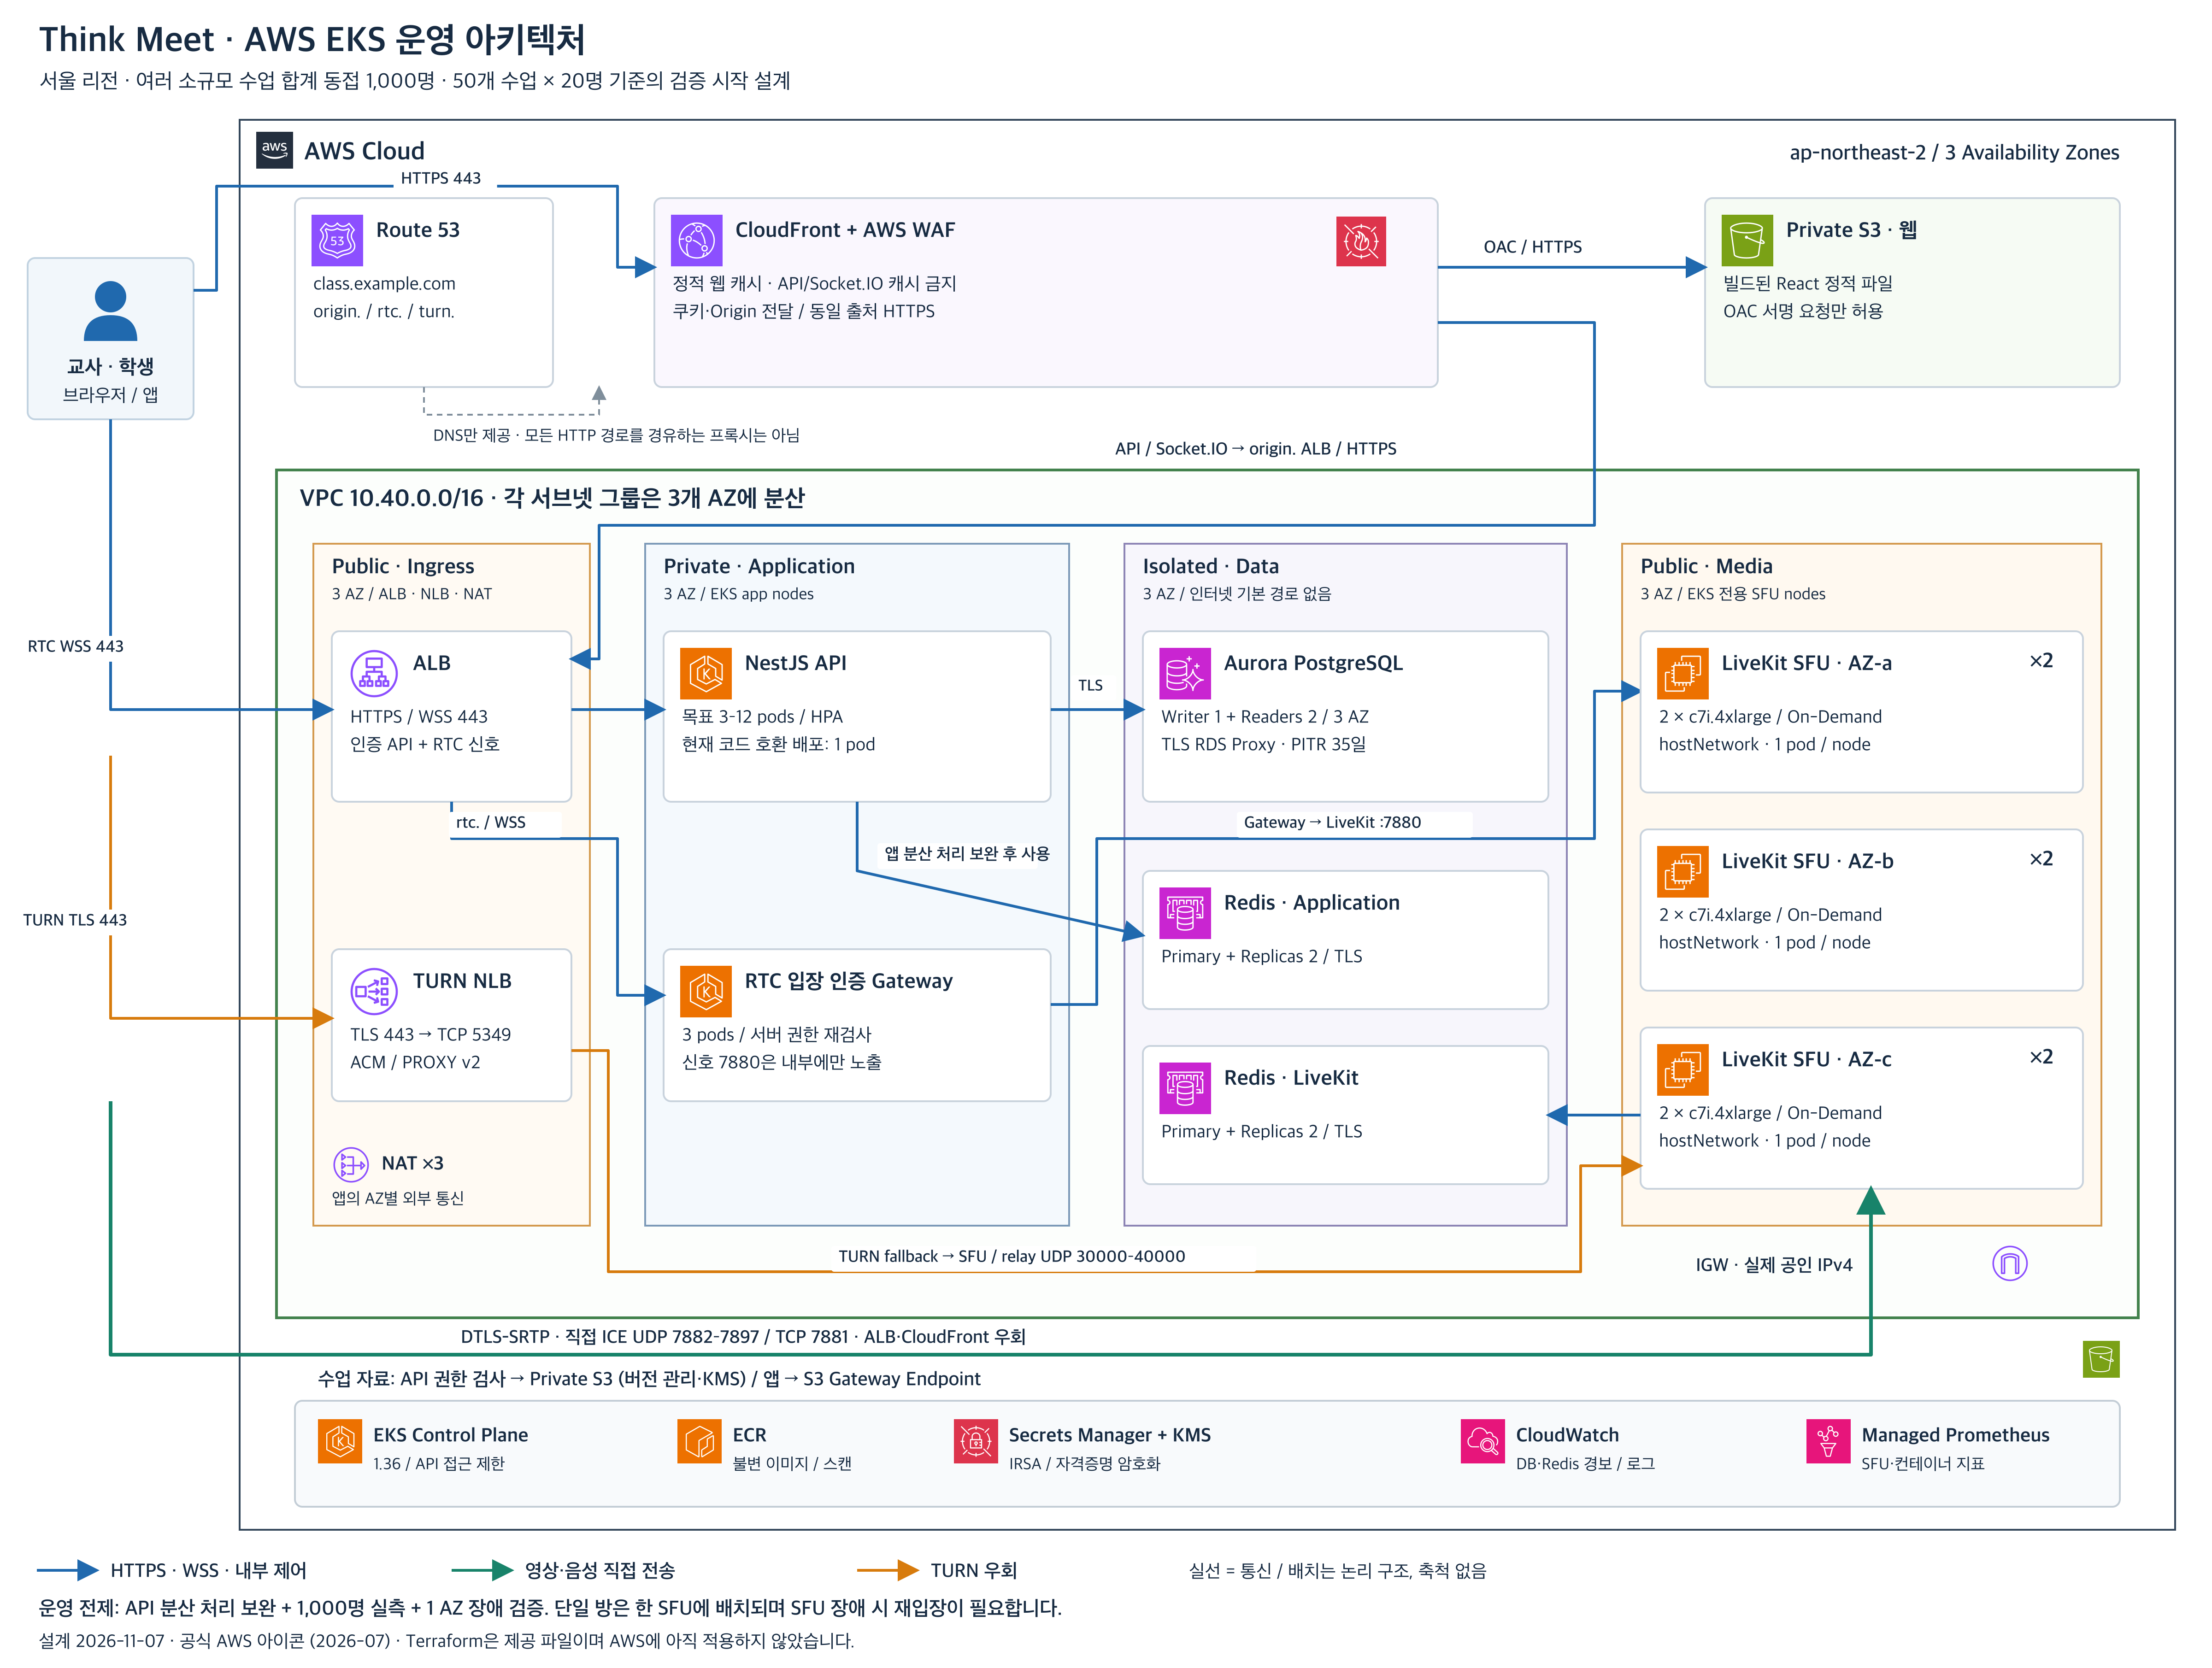 Think Meet · AWS EKS 운영 아키텍처
서울 리전 · 여러 소규모 수업 합계 동접 1,000명 · 50개 수업 × 20명 기준의 검증 시작 설계
aws
AWS Cloud
ap-northeast-2 / 3 Availability Zones
HTTPS 443
교사 · 학생
브라우저 / 앱
53
Route 53
class.example.com
origin. / rtc. / turn.
CloudFront + AWS WAF
정적 웹 캐시 · API/Socket.IO 캐시 금지
쿠키·Origin 전달 / 동일 출처 HTTPS
OAC / HTTPS
Private S3 · 웹
빌드된 React 정적 파일
OAC 서명 요청만 허용
DNS만 제공 · 모든 HTTP 경로를 경유하는 프록시는 아님
API / Socket.IO → origin. ALB / HTTPS
VPC 10.40.0.0/16 · 각 서브넷 그룹은 3개 AZ에 분산
RTC WSS 443
TURN TLS 443
Public · Ingress
3 AZ / ALB · NLB · NAT
ALB
HTTPS / WSS 443
인증 API + RTC 신호
rtc. / WSS
TURN NLB
TLS 443 → TCP 5349
ACM / PROXY v2
NAT ×3
앱의 AZ별 외부 통신
Private · Application
3 AZ / EKS app nodes
K
NestJS API
목표 3-12 pods / HPA
현재 코드 호환 배포: 1 pod
앱 분산 처리 보완 후 사용
K
RTC 입장 인증 Gateway
3 pods / 서버 권한 재검사
신호 7880은 내부에만 노출
TLS
Isolated · Data
3 AZ / 인터넷 기본 경로 없음
Aurora PostgreSQL
Writer 1 + Readers 2 / 3 AZ
TLS RDS Proxy · PITR 35일
Gateway → LiveKit :7880
Redis · Application
Primary + Replicas 2 / TLS
Redis · LiveKit
Primary + Replicas 2 / TLS
Public · Media
3 AZ / EKS 전용 SFU nodes
LiveKit SFU · AZ-a
×2
2 × c7i.4xlarge / On-Demand
hostNetwork · 1 pod / node
LiveKit SFU · AZ-b
×2
2 × c7i.4xlarge / On-Demand
hostNetwork · 1 pod / node
LiveKit SFU · AZ-c
×2
2 × c7i.4xlarge / On-Demand
hostNetwork · 1 pod / node
TURN fallback → SFU / relay UDP 30000-40000
IGW · 실제 공인 IPv4
DTLS-SRTP · 직접 ICE UDP 7882-7897 / TCP 7881 · ALB·CloudFront 우회
수업 자료: API 권한 검사 → Private S3 (버전 관리·KMS) / 앱 → S3 Gateway Endpoint
K
EKS Control Plane
1.36 / API 접근 제한
ECR
불변 이미지 / 스캔
Secrets Manager + KMS
IRSA / 자격증명 암호화
CloudWatch
DB·Redis 경보 / 로그
Managed Prometheus
SFU·컨테이너 지표
HTTPS · WSS · 내부 제어
영상·음성 직접 전송
TURN 우회
실선 = 통신 / 배치는 논리 구조, 축척 없음
운영 전제: API 분산 처리 보완 + 1,000명 실측 + 1 AZ 장애 검증. 단일 방은 한 SFU에 배치되며 SFU 장애 시 재입장이 필요합니다.
설계 2026-11-07 · 공식 AWS 아이콘 (2026-07) · Terraform은 제공 파일이며 AWS에 아직 적용하지 않았습니다.